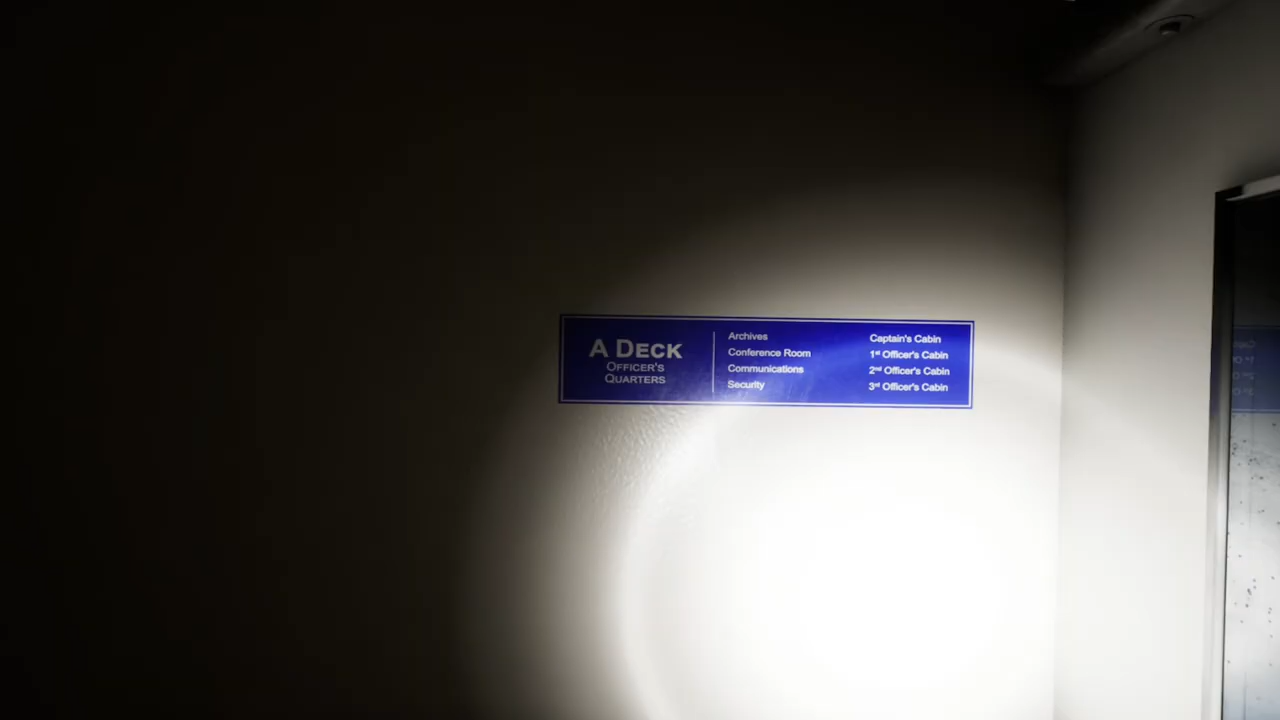 A DECK
OFFICER'S
QUARTERS
Archives
Conference Room
Communications
Security
Captain's Cabin
1st Officer's Cabin
2nd Officer's Cabin
3rd Officer's Cabin